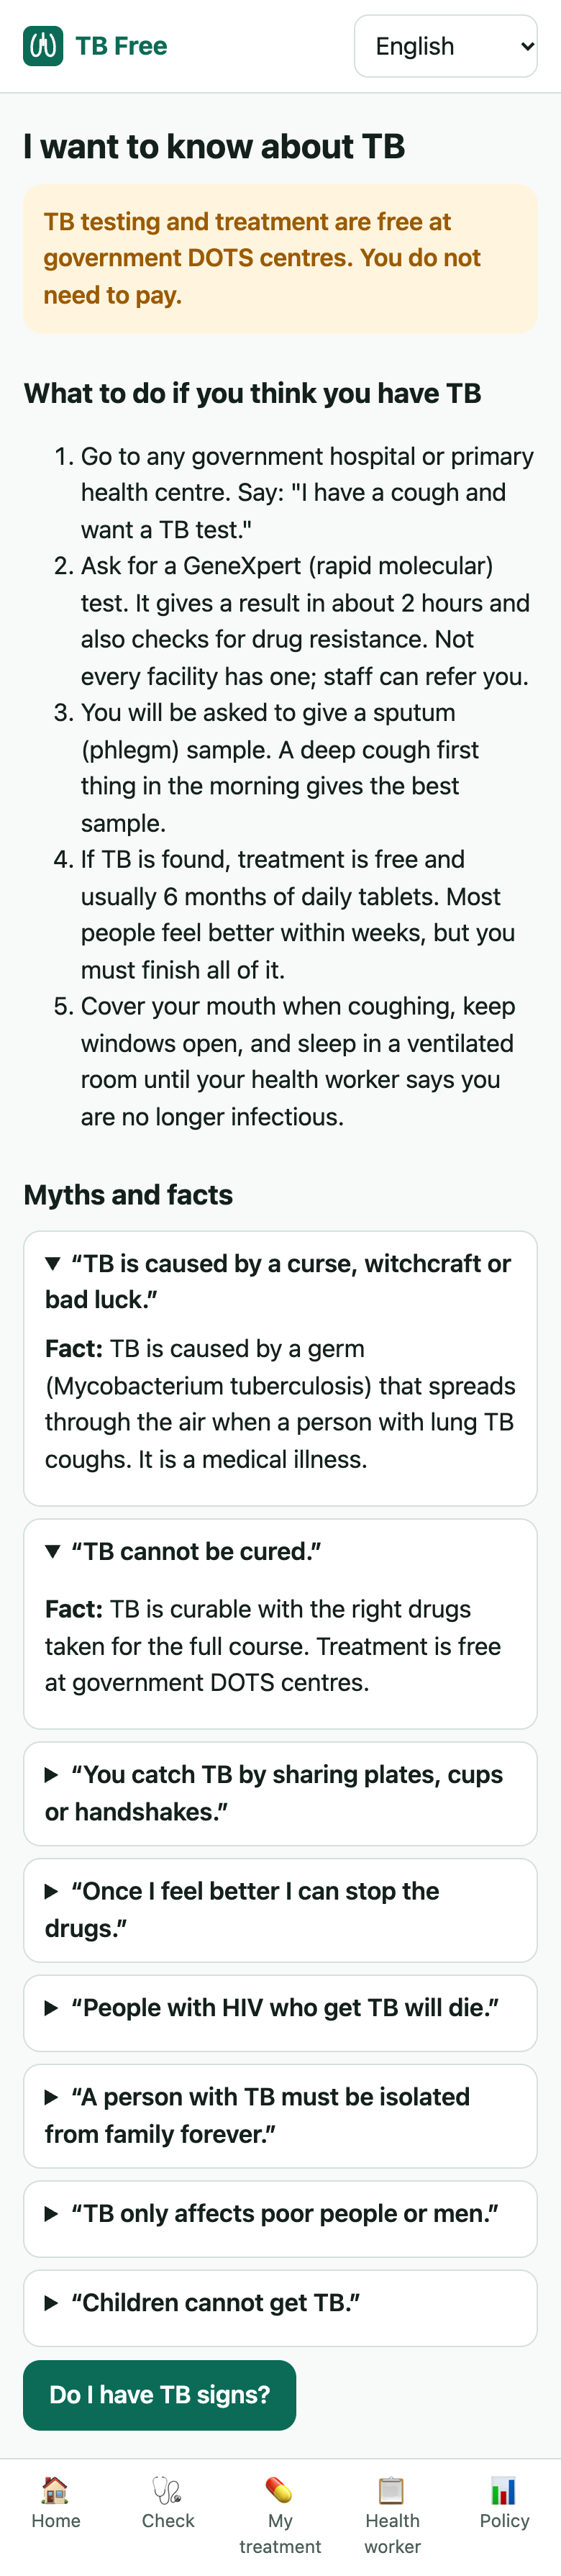 TB Free
English
I want to know about TB
TB testing and treatment are free at
government DOTS centres. You do not
need to pay.
What to do if you think you have TB
1. Go to any government hospital or primary
health centre. Say: "I have a cough and
want a TB test."
2. Ask for a GeneXpert (rapid molecular)
test. It gives a result in about 2 hours and
also checks for drug resistance. Not
every facility has one; staff can refer you.
3. You will be asked to give a sputum
(phlegm) sample. A deep cough first
thing in the morning gives the best
sample.
4. If TB is found, treatment is free and
usually 6 months of daily tablets. Most
people feel better within weeks, but you
must finish all of it.
5. Cover your mouth when coughing, keep
windows open, and sleep in a ventilated
room until your health worker says you
are no longer infectious.
Myths and facts
“TB is caused by a curse, witchcraft or
bad luck.”
Fact: TB is caused by a germ
(Mycobacterium tuberculosis) that spreads
through the air when a person with lung TB
coughs. It is a medical illness.
“TB cannot be cured.”
Fact: TB is curable with the right drugs
taken for the full course. Treatment is free
at government DOTS centres.
“You catch TB by sharing plates, cups
or handshakes.”
“Once I feel better I can stop the
drugs.”
“People with HIV who get TB will die.”
“A person with TB must be isolated
from family forever.”
“TB only affects poor people or men.”
“Children cannot get TB.”
Do I have TB signs?
Home
Check
My
treatment
Health
worker
Policy